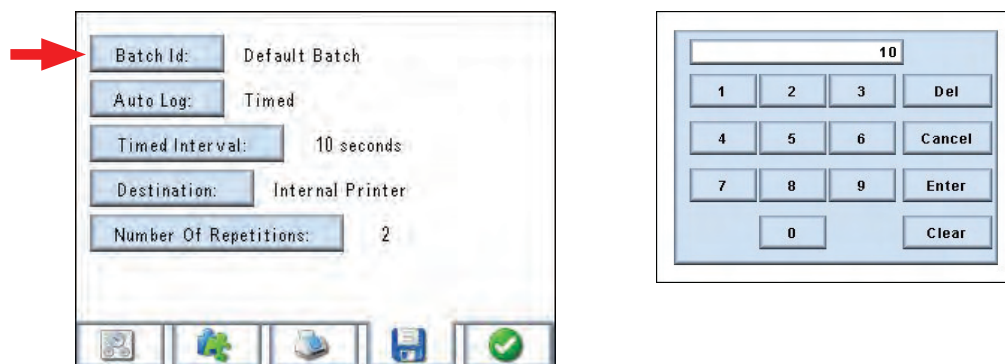 Batch Id: Default Batch
Auto Log: Timed
Timed Interval: 10 seconds
Destination: Internal Printer
Number Of Repetitions: 2
10
1 2 3 Del
4 5 6 Cancel
7 8 9 Enter
0 Clear